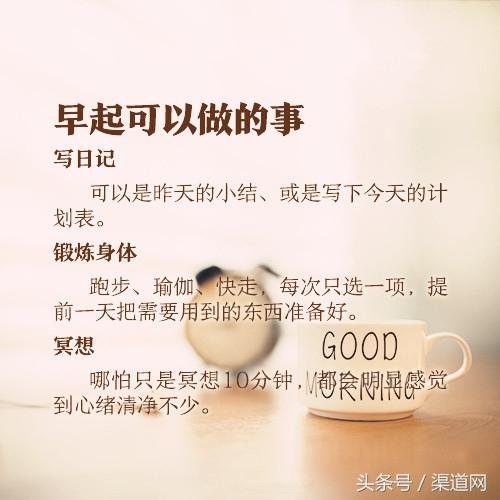 早起可以做的事
写日记
可以是昨天的小结、或是写下今天的计
划表。
锻炼身体
跑步、瑜伽、快走，每次只选一项，提
前一天把需要用到的东西准备好。
冥想
哪怕只是冥想10分钟，都会明显感觉
到心绪清净不少。
GOOD
MORNING
头条号／渠道网